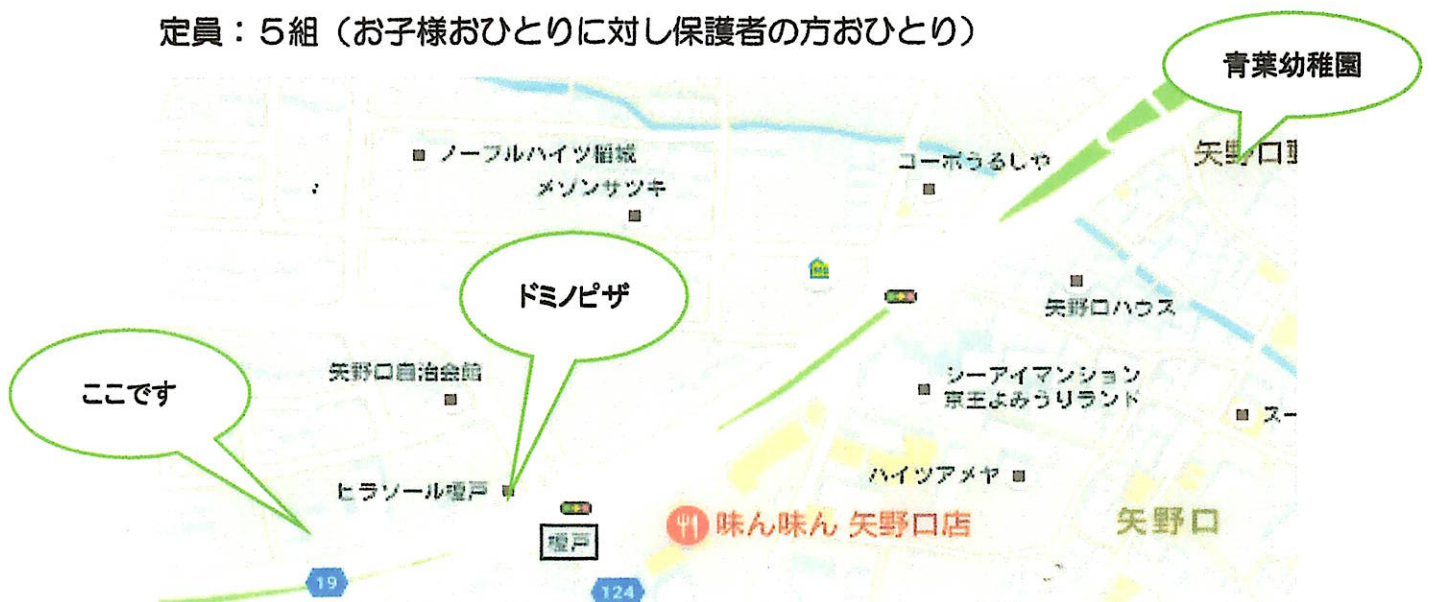 定員：５組（お子様おひとりに対し保護者の方おひとり）
青葉幼稚園
ノーブルハイツ稲城
コーポうるしや
矢野口
メゾンサツキ
ドミノピザ
矢野口ハウス
ここです
矢野口自治会館
シーアイマンション
京王よみうりランド
スー
ヒラソール榎戸
ハイツアメヤ
味ん味ん 矢野口店
矢野口
榎戸
19
124